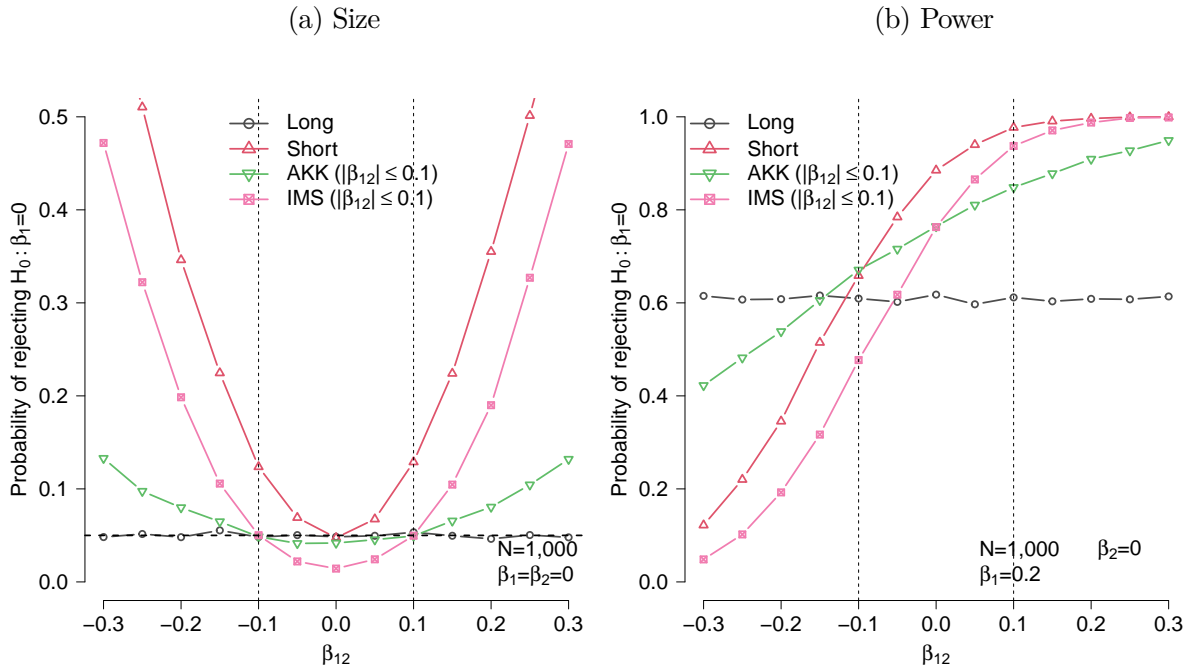 (a) Size
Probability of rejecting H₀: β₁=0
0.5
0.4
0.3
0.2
0.1
0.0
Long
Short
AKK (|β₁₂| ≤ 0.1)
IMS (|β₁₂| ≤ 0.1)
N=1,000
β₁=β₂=0
−0.3 −0.2 −0.1 0.0 0.1 0.2 0.3
β₁₂
(b) Power
Probability of rejecting H₀: β₁=0
1.0
0.8
0.6
0.4
0.2
0.0
Long
Short
AKK (|β₁₂| ≤ 0.1)
IMS (|β₁₂| ≤ 0.1)
N=1,000 β₂=0
β₁=0.2
−0.3 −0.2 −0.1 0.0 0.1 0.2 0.3
β₁₂